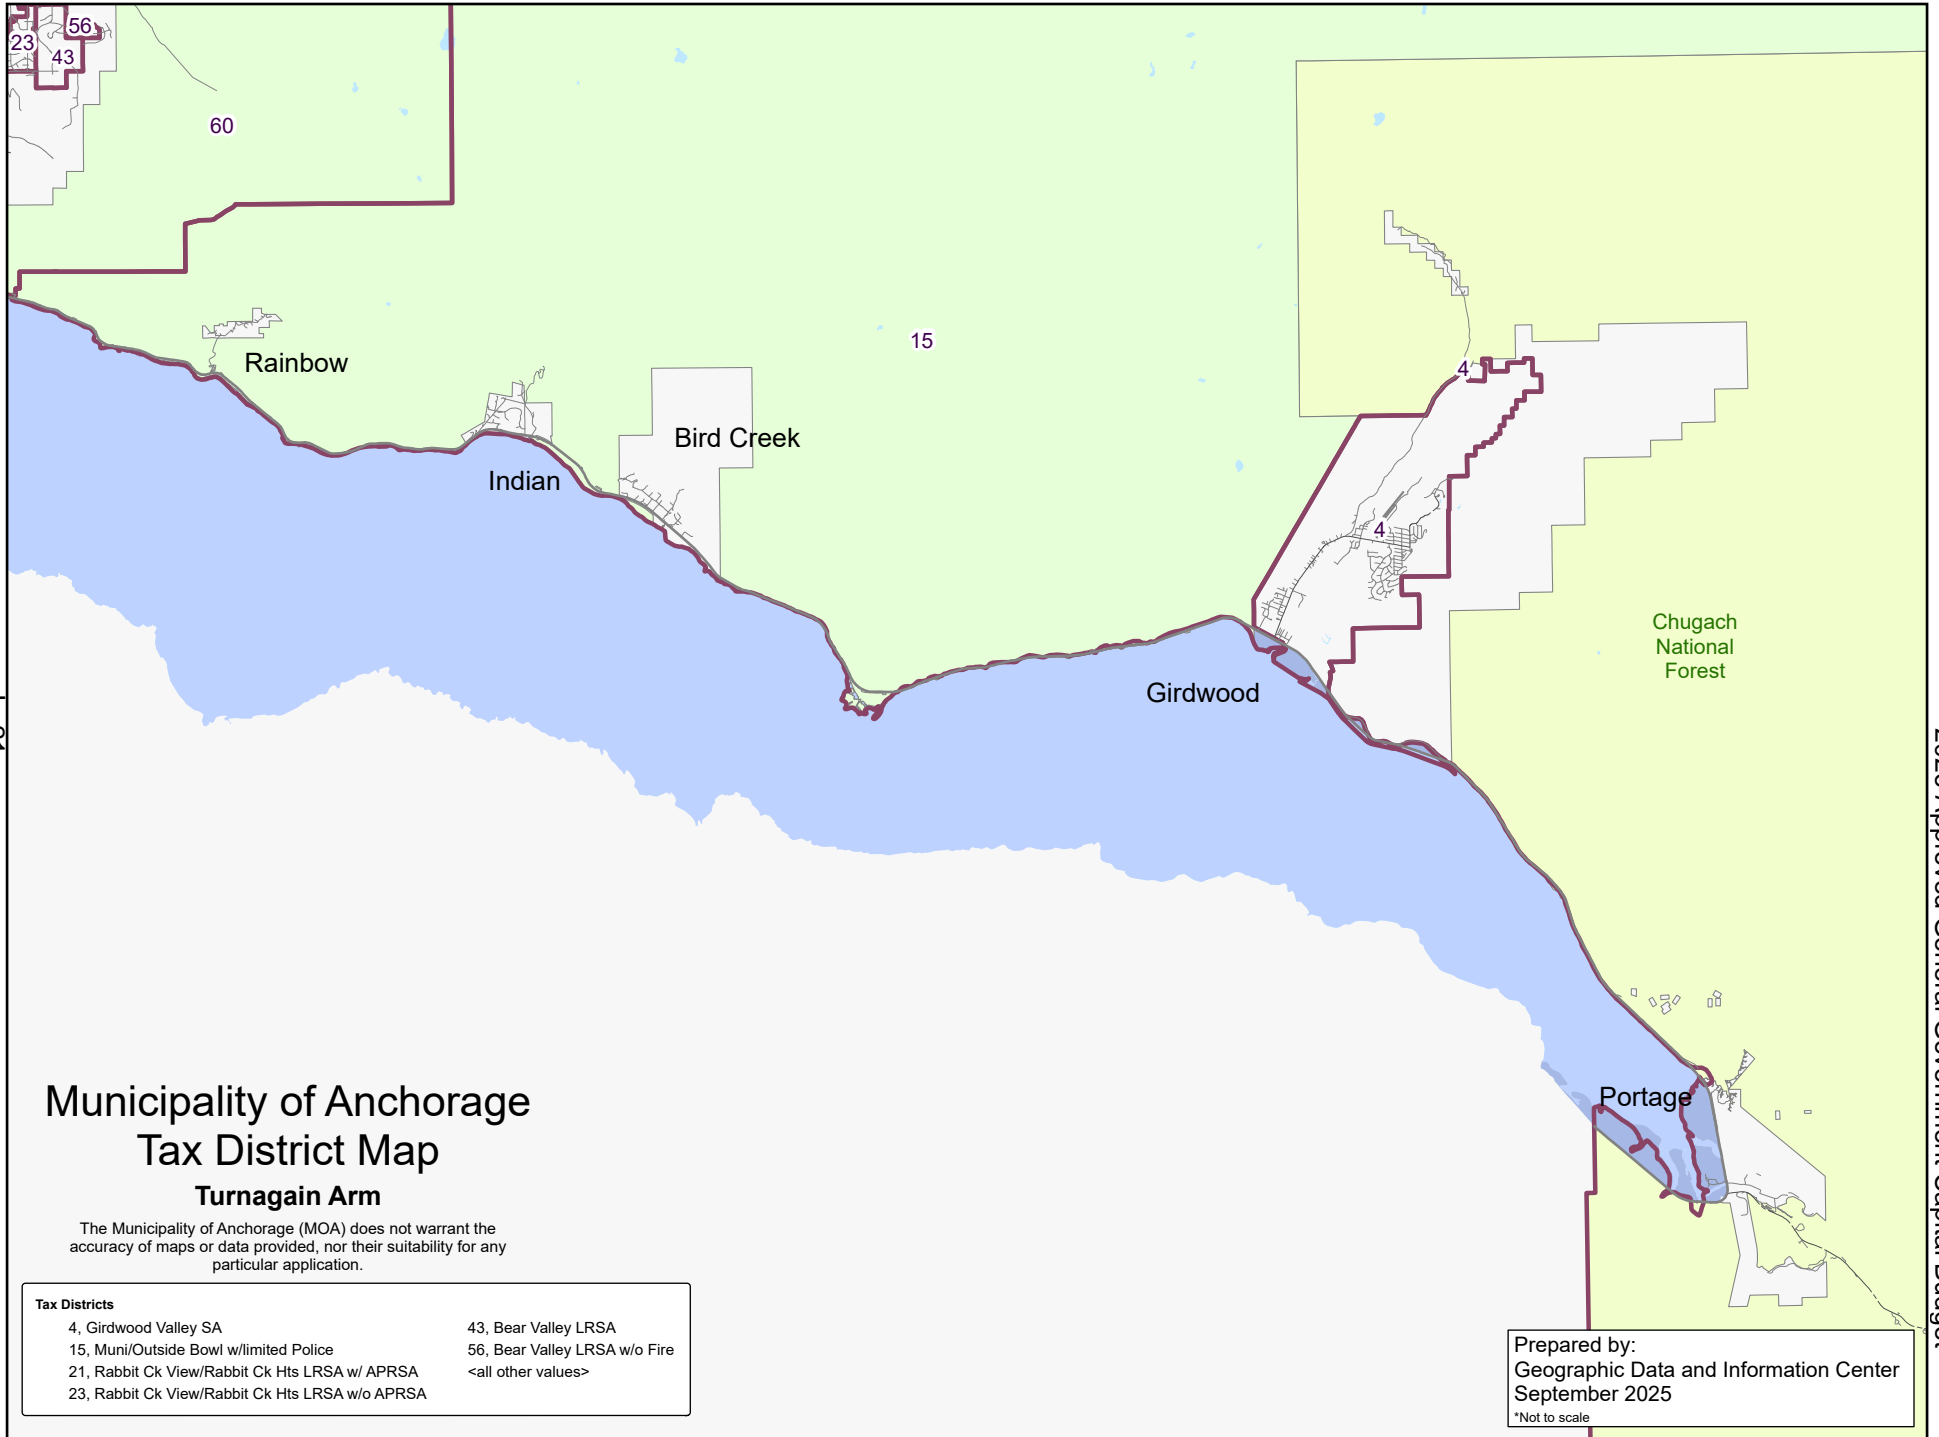 56
23
43
60
15
Rainbow
4
Bird Creek
Indian
4
Chugach
National
Forest
Girdwood
Portage
Municipality of Anchorage
Tax District Map
Turnagain Arm
The Municipality of Anchorage (MOA) does not warrant the
accuracy of maps or data provided, nor their suitability for any
particular application.
Tax Districts
4, Girdwood Valley SA
15, Muni/Outside Bowl w/limited Police
21, Rabbit Ck View/Rabbit Ck Hts LRSA w/ APRSA
23, Rabbit Ck View/Rabbit Ck Hts LRSA w/o APRSA
43, Bear Valley LRSA
56, Bear Valley LRSA w/o Fire
<all other values>
Prepared by:
Geographic Data and Information Center
September 2025
*Not to scale